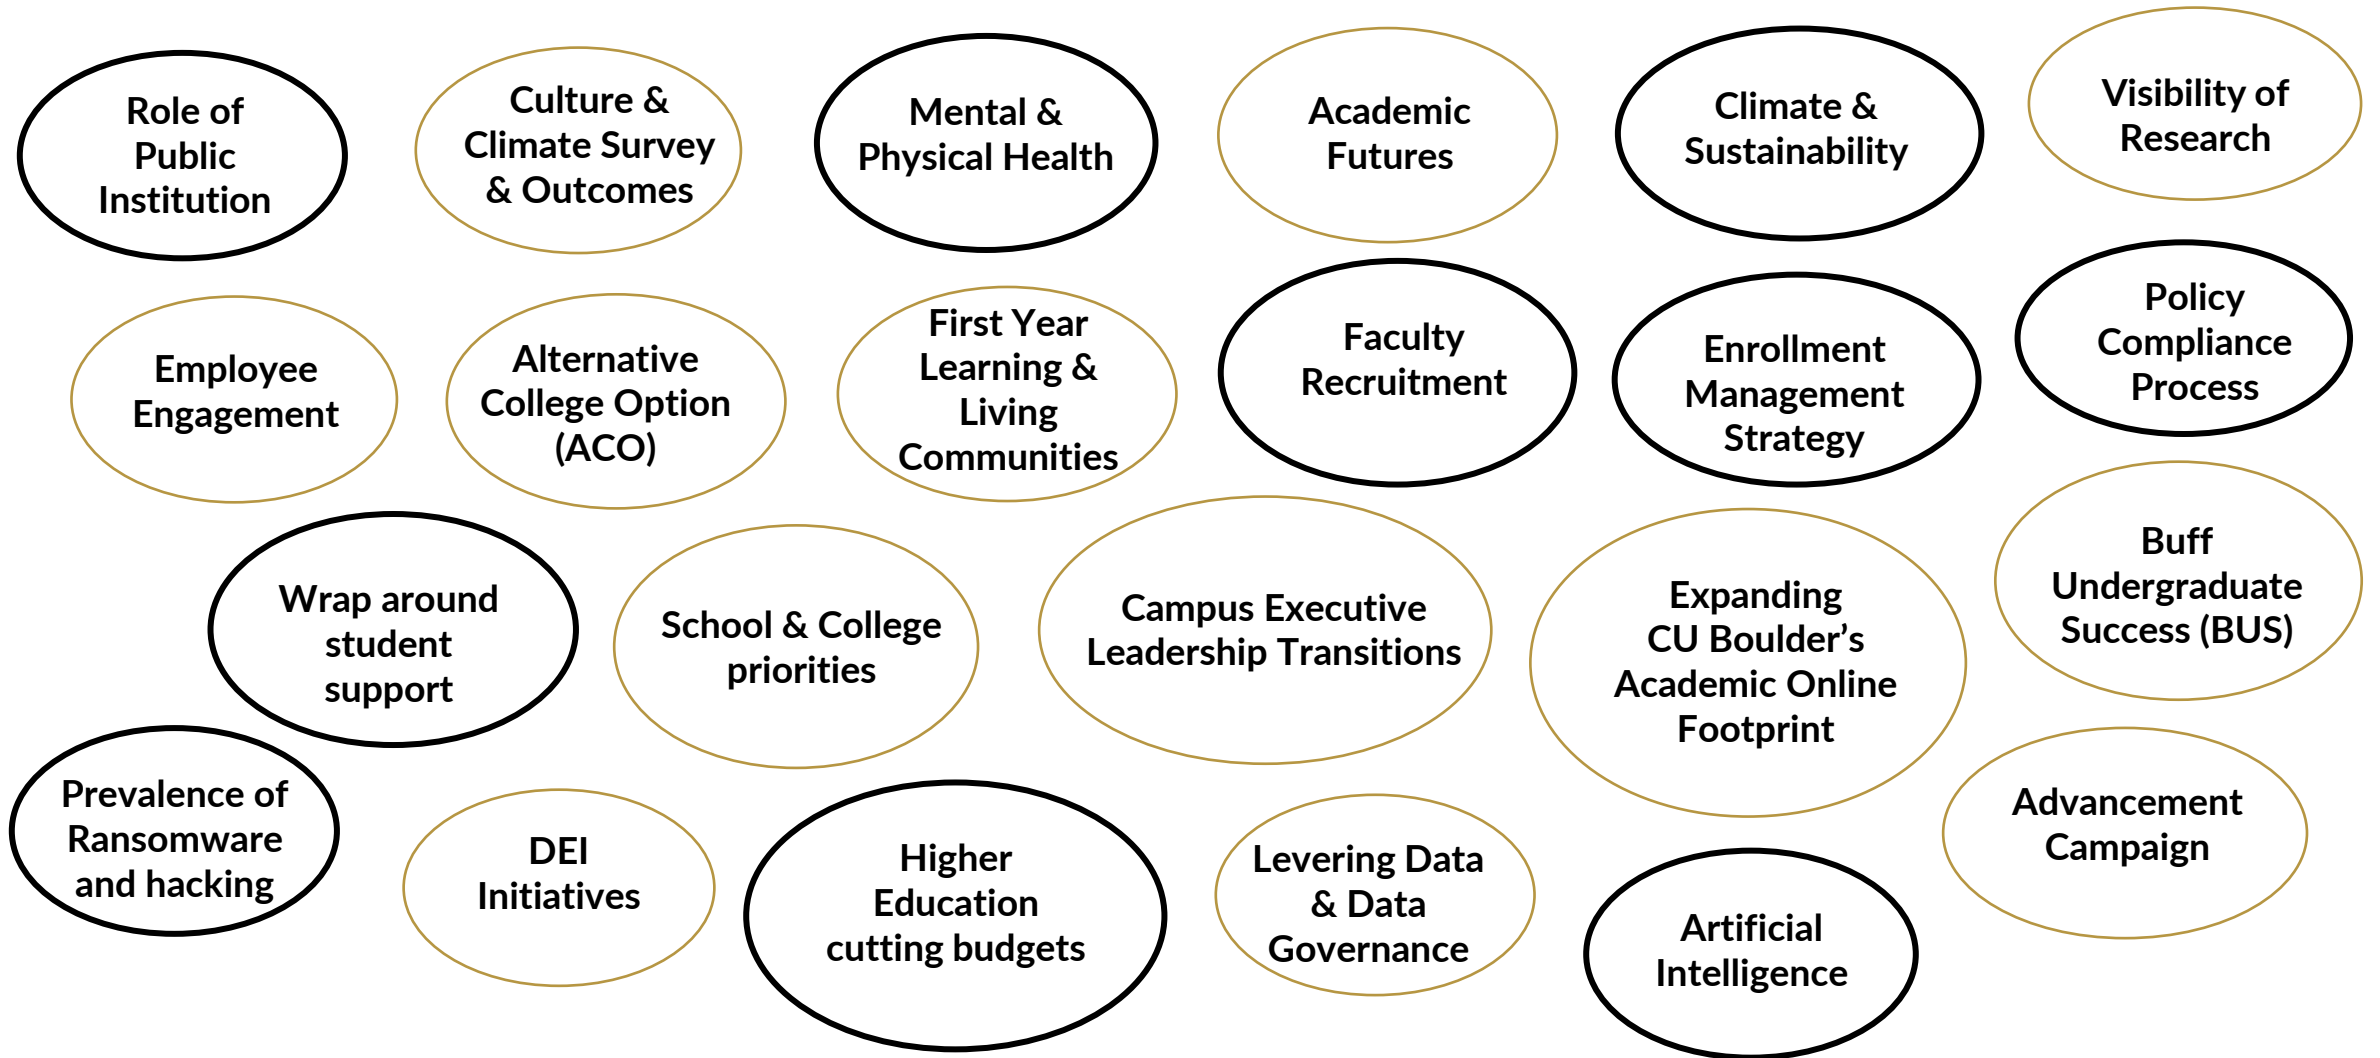 Role of
Public
Institution
Culture &
Climate Survey
& Outcomes
Mental &
Physical Health
Academic
Futures
Climate &
Sustainability
Visibility of
Research
Employee
Engagement
Alternative
College Option
(ACO)
First Year
Learning &
Living
Communities
Faculty
Recruitment
Enrollment
Management
Strategy
Policy
Compliance
Process
Wrap around
student
support
School & College
priorities
Campus Executive
Leadership Transitions
Expanding
CU Boulder’s
Academic Online
Footprint
Buff
Undergraduate
Success (BUS)
Prevalence of
Ransomware
and hacking
DEI
Initiatives
Higher
Education
cutting budgets
Levering Data
& Data
Governance
Artificial
Intelligence
Advancement
Campaign